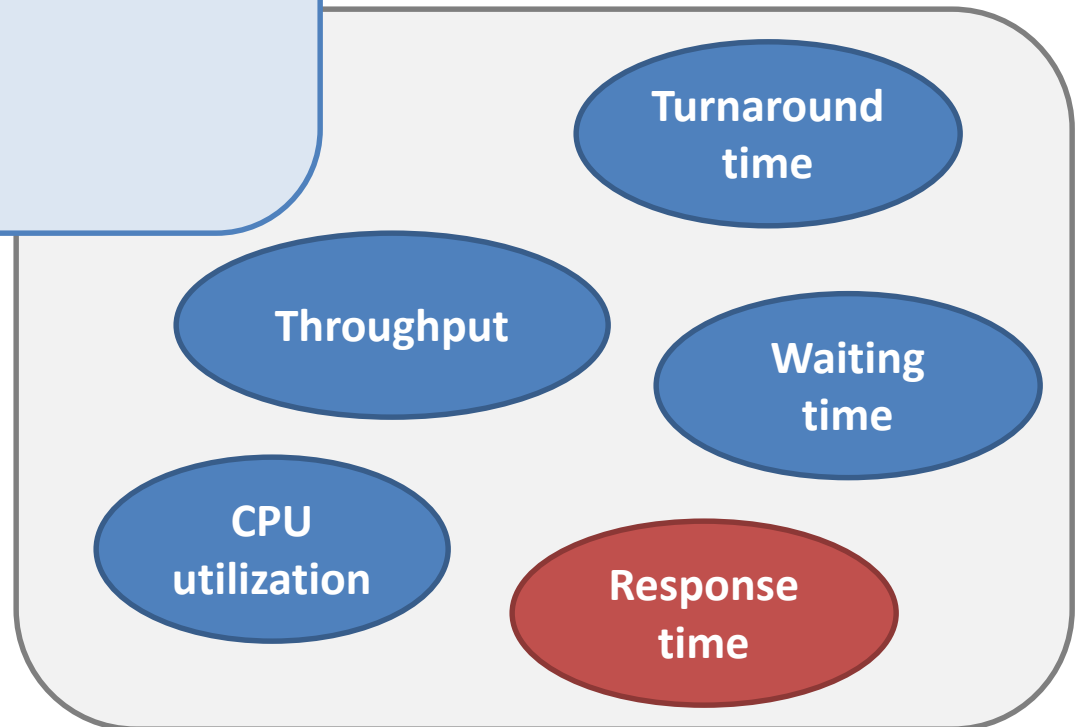 Turnaround
time
Throughput
Waiting
time
CPU
utilization
Response
time